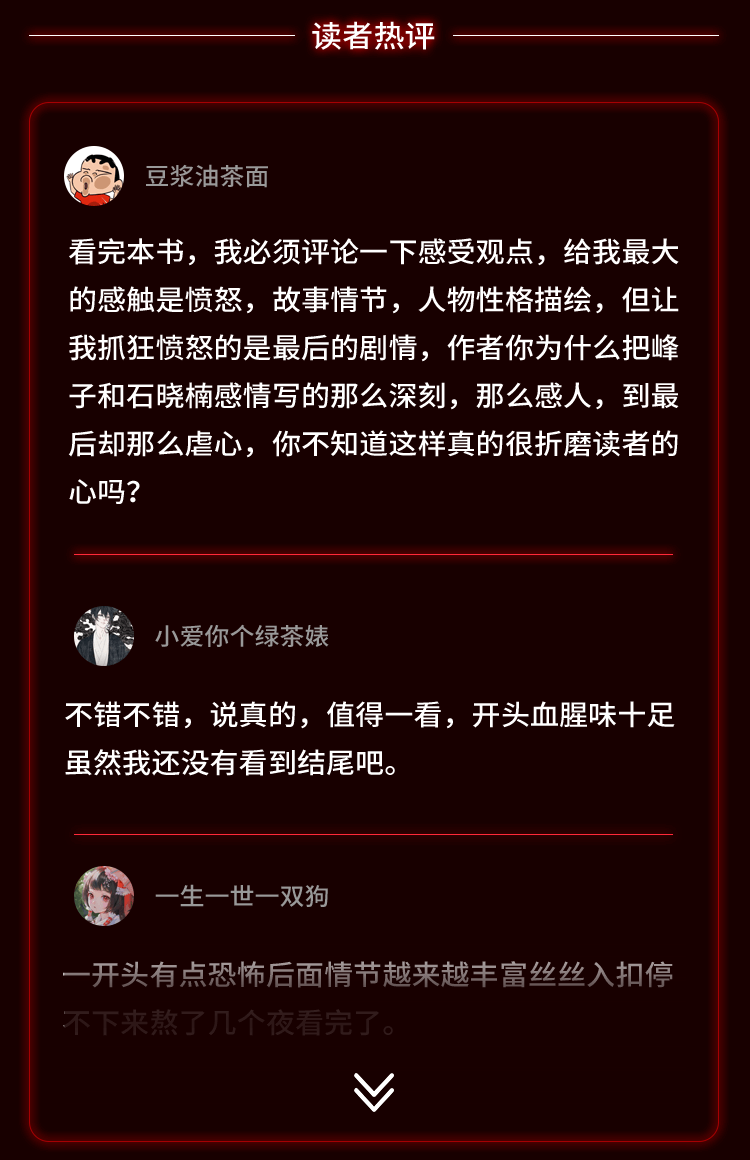 读者热评
豆浆油茶面
看完本书，我必须评论一下感受观点，给我最大
的感触是愤怒，故事情节，人物性格描绘，但让
我抓狂愤怒的是最后的剧情，作者你为什么把峰
子和石晓楠感情写的那么深刻，那么感人，到最
后却那么虐心，你不知道这样真的很折磨读者的
心吗？
小爱你个绿茶婊
不错不错，说真的，值得一看，开头血腥味十足
虽然我还没有看到结尾吧。
一生一世一双狗
一开头有点恐怖后面情节越来越丰富丝丝入扣停
不下来熬了几个夜看完了。